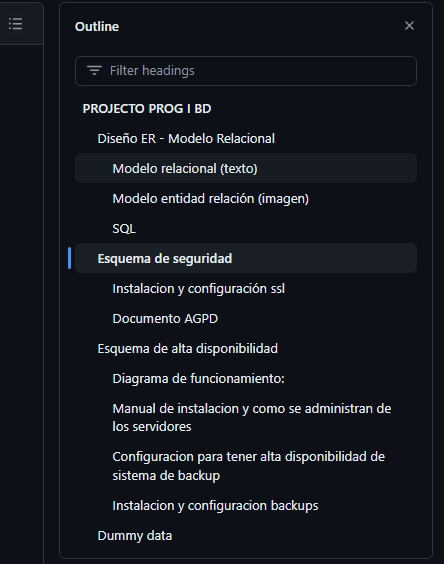 Outline
Filter headings
PROJECTO PROG I BD
Diseño ER - Modelo Relacional
Modelo relacional (texto)
Modelo entidad relación (imagen)
SQL
Esquema de seguridad
Instalacion y configuración ssl
Documento AGPD
Esquema de alta disponibilidad
Diagrama de funcionamiento:
Manual de instalacion y como se administran de
los servidores
Configuracion para tener alta disponibilidad de
sistema de backup
Instalacion y configuracion backups
Dummy data